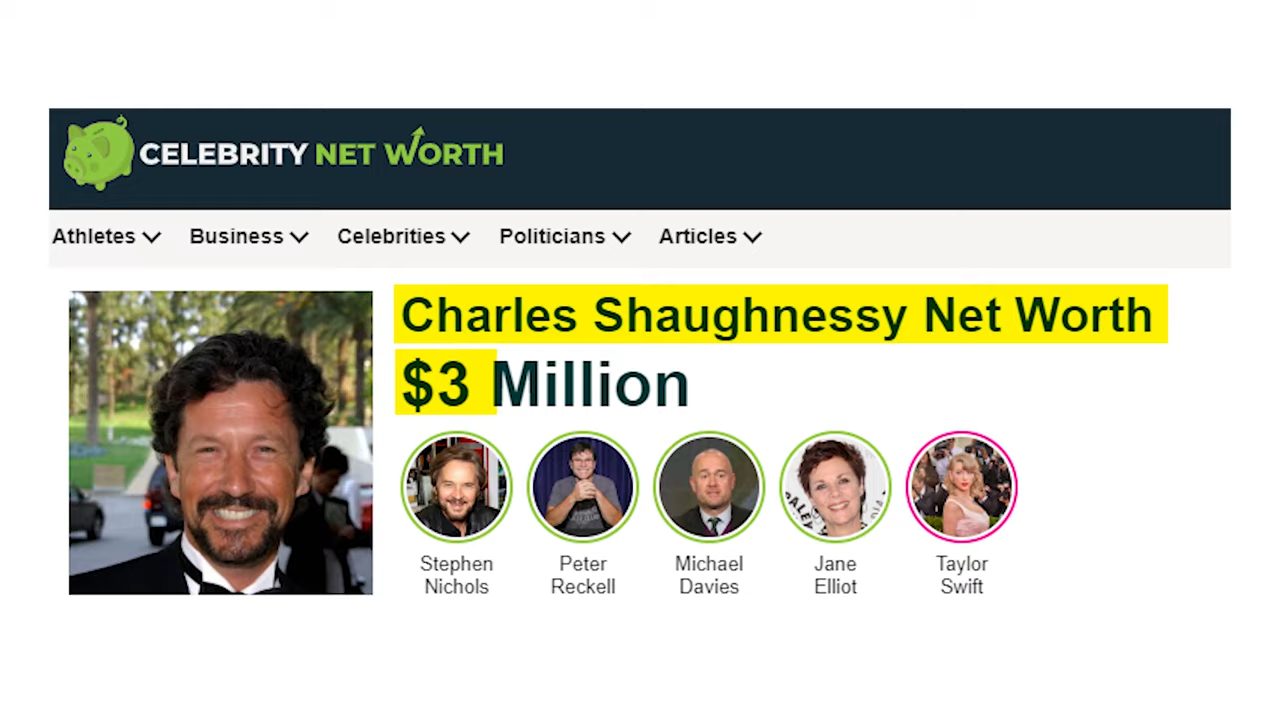 CELEBRITY NET WORTH
Athletes Business Celebrities Politicians Articles
Charles Shaughnessy Net Worth
$3 Million
Stephen
Nichols
Peter
Reckell
Michael
Davies
Jane
Elliot
Taylor
Swift